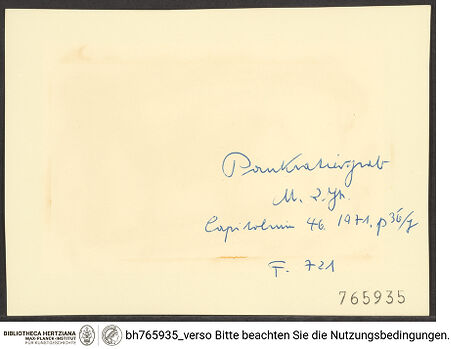 Pankratiergrab
M. 2. Jh.
Capitolium 46. 1971. p 36/7
F. 721
765935
BIBLIOTHECA HERTZIANA
MAX-PLANCK-INSTITUT
FÜR KUNSTGESCHICHTE
bh765935_verso Bitte beachten Sie die Nutzungsbedingungen.